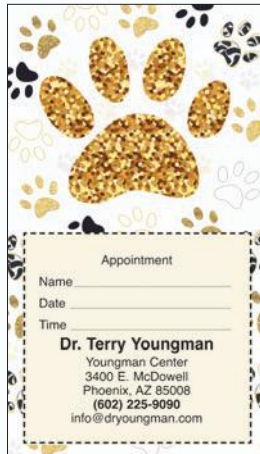 Appointment
Name
Date
Time
Dr. Terry Youngman
Youngman Center
3400 E. McDowell
Phoenix, AZ 85008
(602) 225-9090
info@dryoungman.com